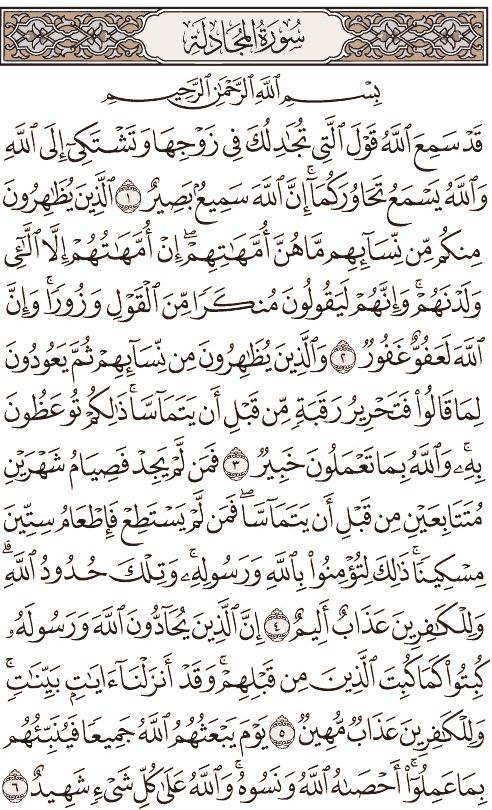 سُورَةُ المُجَادلَة
بِسۡمِ ٱللَّهِ ٱلرَّحۡمَٰنِ ٱلرَّحِيمِ
قَدۡ سَمِعَ ٱللَّهُ قَوۡلَ ٱلَّتِي تُجَٰدِلُكَ فِي زَوۡجِهَا وَتَشۡتَكِيٓ إِلَى ٱللَّهِ
وَٱللَّهُ يَسۡمَعُ تَحَاوُرَكُمَآۚ إِنَّ ٱللَّهَ سَمِيعُۢ بَصِيرٌ ١ ٱلَّذِينَ يُظَٰهِرُونَ
مِنكُم مِّن نِّسَآئِهِم مَّا هُنَّ أُمَّهَٰتِهِمۡۖ إِنۡ أُمَّهَٰتُهُمۡ إِلَّا ٱلَّٰٓـِٔي
وَلَدۡنَهُمۡۚ وَإِنَّهُمۡ لَيَقُولُونَ مُنكَرٗا مِّنَ ٱلۡقَوۡلِ وَزُورٗاۚ وَإِنَّ
ٱللَّهَ لَعَفُوٌّ غَفُورٞ ٢ وَٱلَّذِينَ يُظَٰهِرُونَ مِن نِّسَآئِهِمۡ ثُمَّ يَعُودُونَ
لِمَا قَالُواْ فَتَحۡرِيرُ رَقَبَةٖ مِّن قَبۡلِ أَن يَتَمَآسَّاۚ ذَٰلِكُمۡ تُوعَظُونَ
بِهِۦۚ وَٱللَّهُ بِمَا تَعۡمَلُونَ خَبِيرٞ ٣ فَمَن لَّمۡ يَجِدۡ فَصِيَامُ شَهۡرَيۡنِ
مُتَتَابِعَيۡنِ مِن قَبۡلِ أَن يَتَمَآسَّاۖ فَمَن لَّمۡ يَسۡتَطِعۡ فَإِطۡعَامُ سِتِّينَ
مِسۡكِينٗاۚ ذَٰلِكَ لِتُؤۡمِنُواْ بِٱللَّهِ وَرَسُولِهِۦۚ وَتِلۡكَ حُدُودُ ٱللَّهِۗ
وَلِلۡكَٰفِرِينَ عَذَابٌ أَلِيمٌ ٤ إِنَّ ٱلَّذِينَ يُحَآدُّونَ ٱللَّهَ وَرَسُولَهُۥ
كُبِتُواْ كَمَا كُبِتَ ٱلَّذِينَ مِن قَبۡلِهِمۡۚ وَقَدۡ أَنزَلۡنَآ ءَايَٰتِۭ بَيِّنَٰتٖۚ
وَلِلۡكَٰفِرِينَ عَذَابٞ مُّهِينٞ ٥ يَوۡمَ يَبۡعَثُهُمُ ٱللَّهُ جَمِيعٗا فَيُنَبِّئُهُم
بِمَا عَمِلُوٓاْۚ أَحۡصَىٰهُ ٱللَّهُ وَنَسُوهُۚ وَٱللَّهُ عَلَىٰ كُلِّ شَيۡءٖ شَهِيدٌ ٦